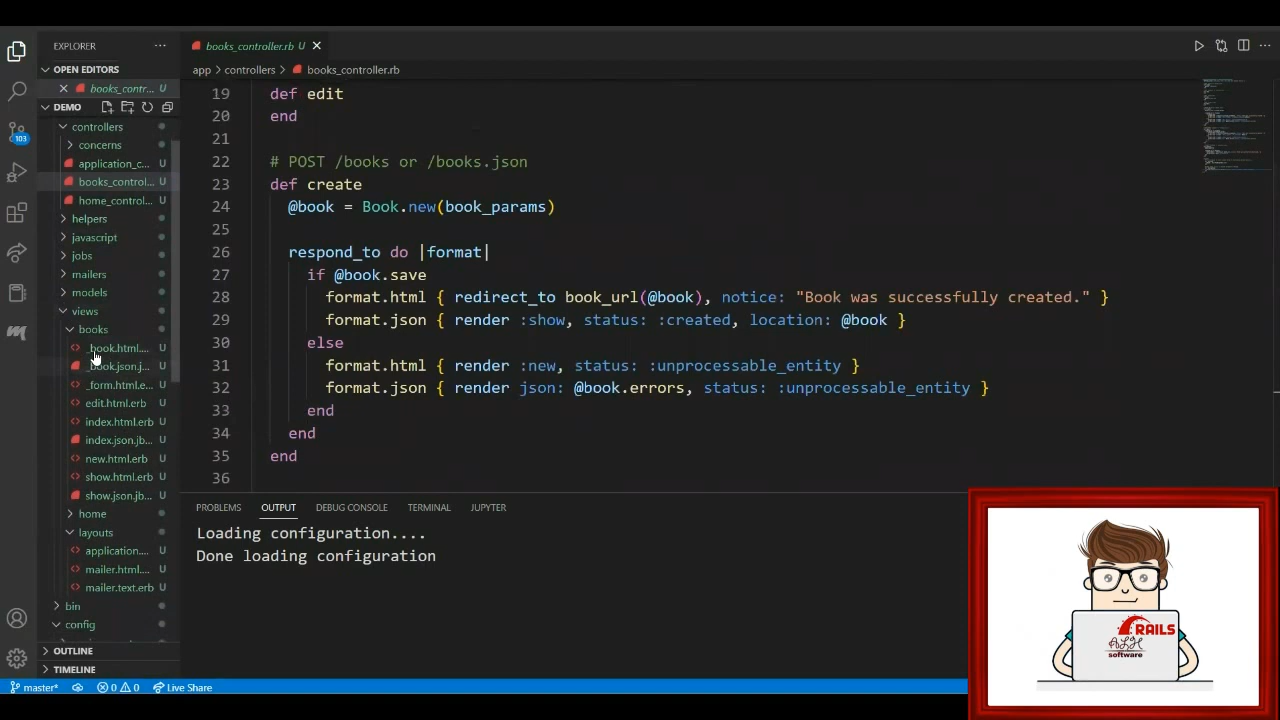 EXPLORER
OPEN EDITORS
books_contr... U
DEMO
controllers
concerns
application_c... U
books_control... U
home_control... U
helpers
javascript
jobs
mailers
models
views
books
_book.html.... U
_book.json.j... U
_form.html.e... U
edit.html.erb U
index.html.erb U
index.json.jb... U
new.html.erb U
show.html.erb U
show.json.jb... U
home
layouts
application.... U
mailer.html.... U
mailer.text.erb U
bin
config
OUTLINE
TIMELINE
103
books_controller.rb U
app > controllers > books_controller.rb
19 def edit
20 end
21
22 # POST /books or /books.json
23 def create
24 @book = Book.new(book_params)
25
26 respond_to do |format|
27 if @book.save
28 format.html { redirect_to book_url(@book), notice: "Book was successfully created." }
29 format.json { render :show, status: :created, location: @book }
30 else
31 format.html { render :new, status: :unprocessable_entity }
32 format.json { render json: @book.errors, status: :unprocessable_entity }
33 end
34 end
35 end
36
PROBLEMS OUTPUT DEBUG CONSOLE TERMINAL JUPYTER
Loading configuration....
Done loading configuration
RAILS
ALH
software
master* 0 0 Live Share